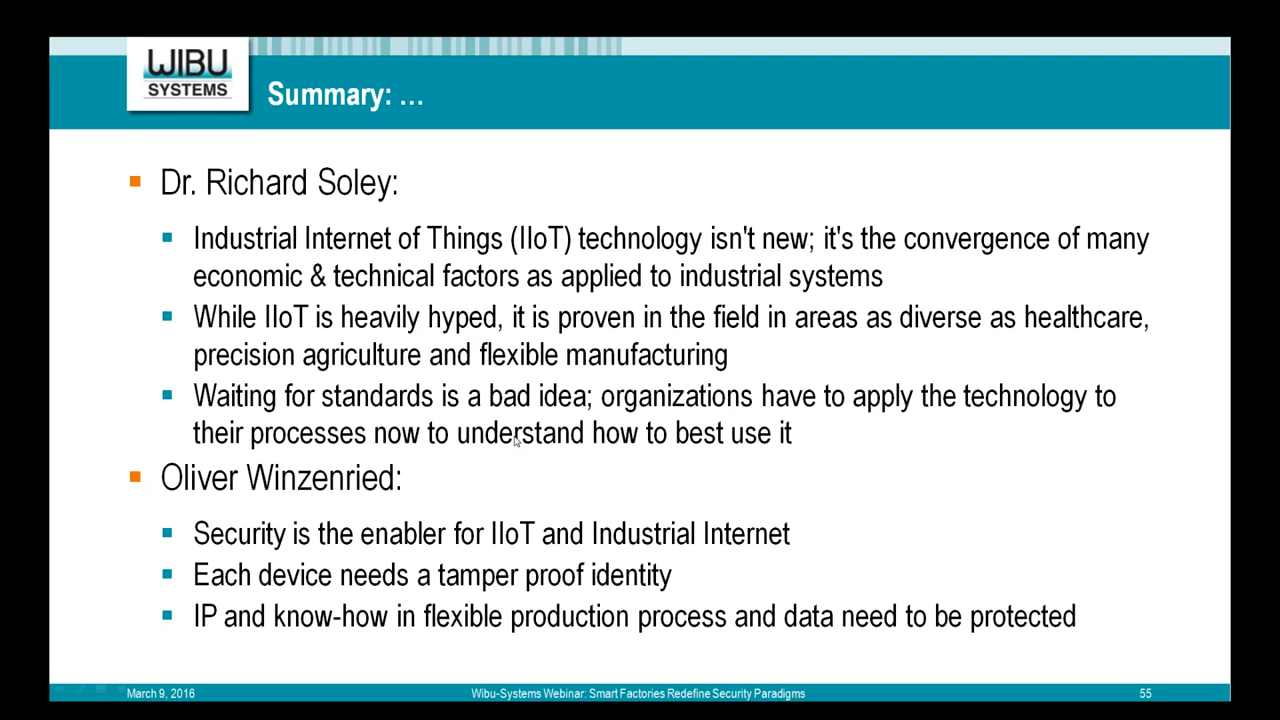 WIBU
SYSTEMS
Summary: ...
Dr. Richard Soley:
Industrial Internet of Things (IIoT) technology isn't new; it's the convergence of many
economic & technical factors as applied to industrial systems
While IIoT is heavily hyped, it is proven in the field in areas as diverse as healthcare,
precision agriculture and flexible manufacturing
Waiting for standards is a bad idea; organizations have to apply the technology to
their processes now to understand how to best use it
Oliver Winzenried:
Security is the enabler for IIoT and Industrial Internet
Each device needs a tamper proof identity
IP and know-how in flexible production process and data need to be protected
March 9, 2016
Wibu-Systems Webinar: Smart Factories Redefine Security Paradigms
55